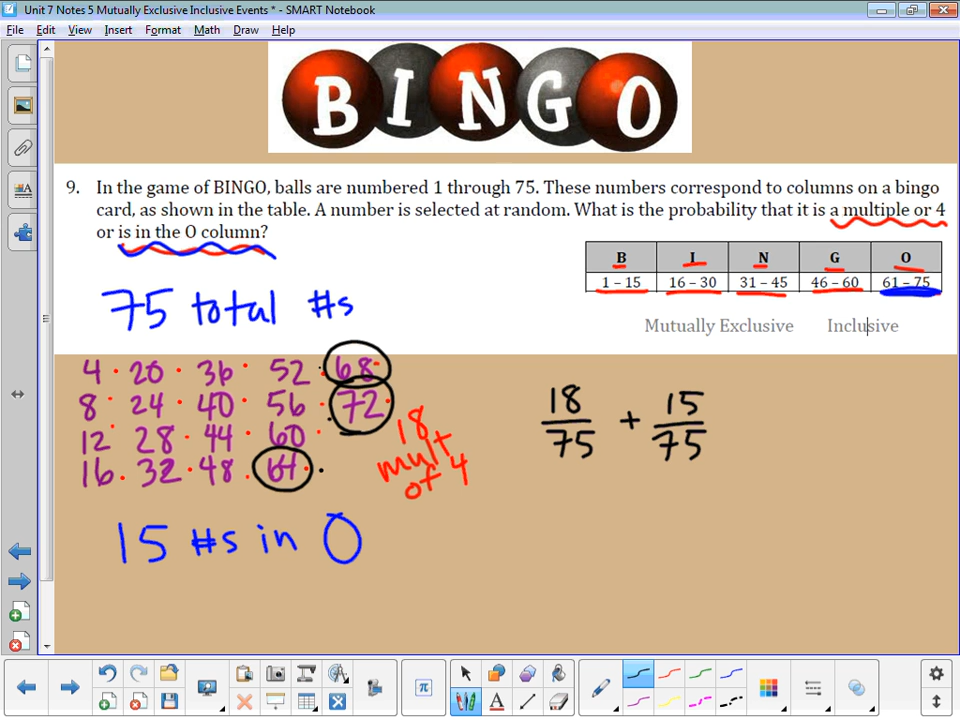 Unit 7 Notes 5 Mutually Exclusive Inclusive Events * - SMART Notebook
File Edit View Insert Format Math Draw Help
BINGO
9. In the game of BINGO, balls are numbered 1 through 75. These numbers correspond to columns on a bingo
card, as shown in the table. A number is selected at random. What is the probability that it is a multiple or 4
or is in the O column?
B I N G O
1 – 15 16 – 30 31 – 45 46 – 60 61 – 75
75 total #s
Mutually Exclusive Inclusive
4 20 36 52 68
8 24 40 56 72
12 28 44 60
16 32 48 64
18
mult
of 4
18/75 + 15/75
15 #s in O